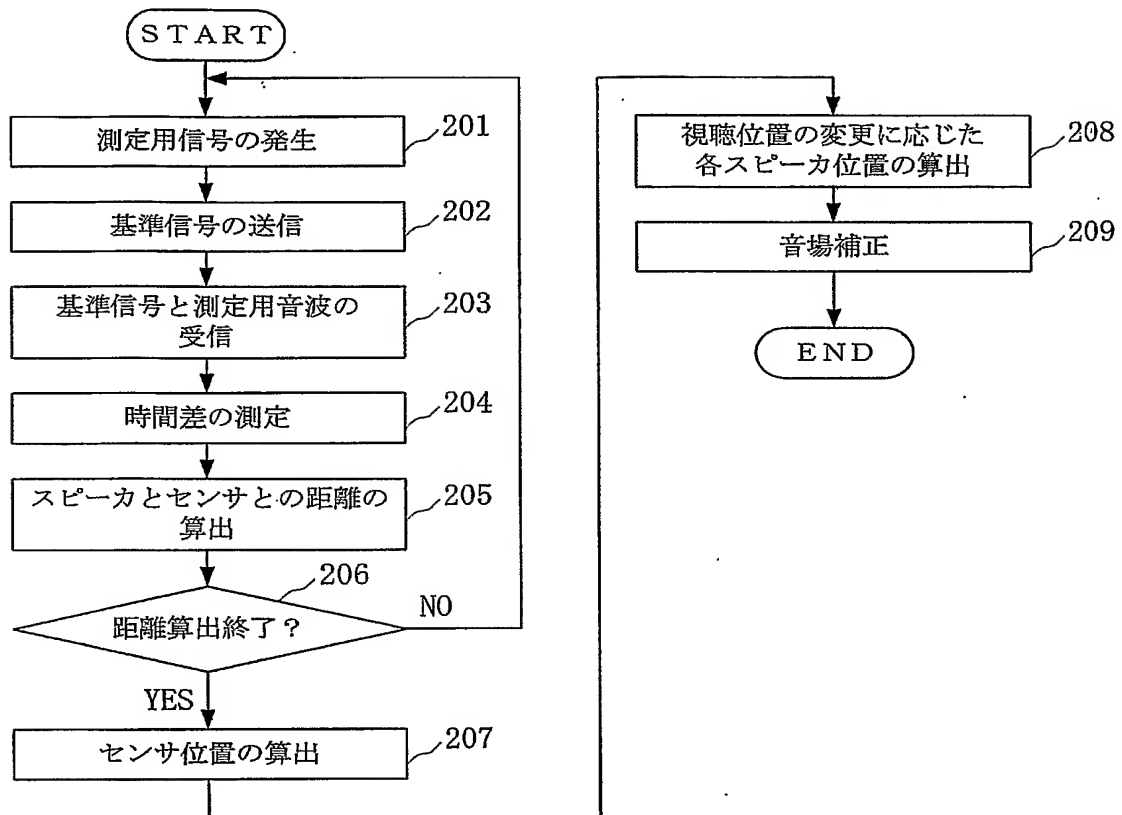 START
測定用信号の発生
201
基準信号の送信
202
基準信号と測定用音波の
受信
203
時間差の測定
204
スピーカとセンサとの距離の
算出
205
206
距離算出終了？
NO
YES
センサ位置の算出
207
視聴位置の変更に応じた
各スピーカ位置の算出
208
音場補正
209
END